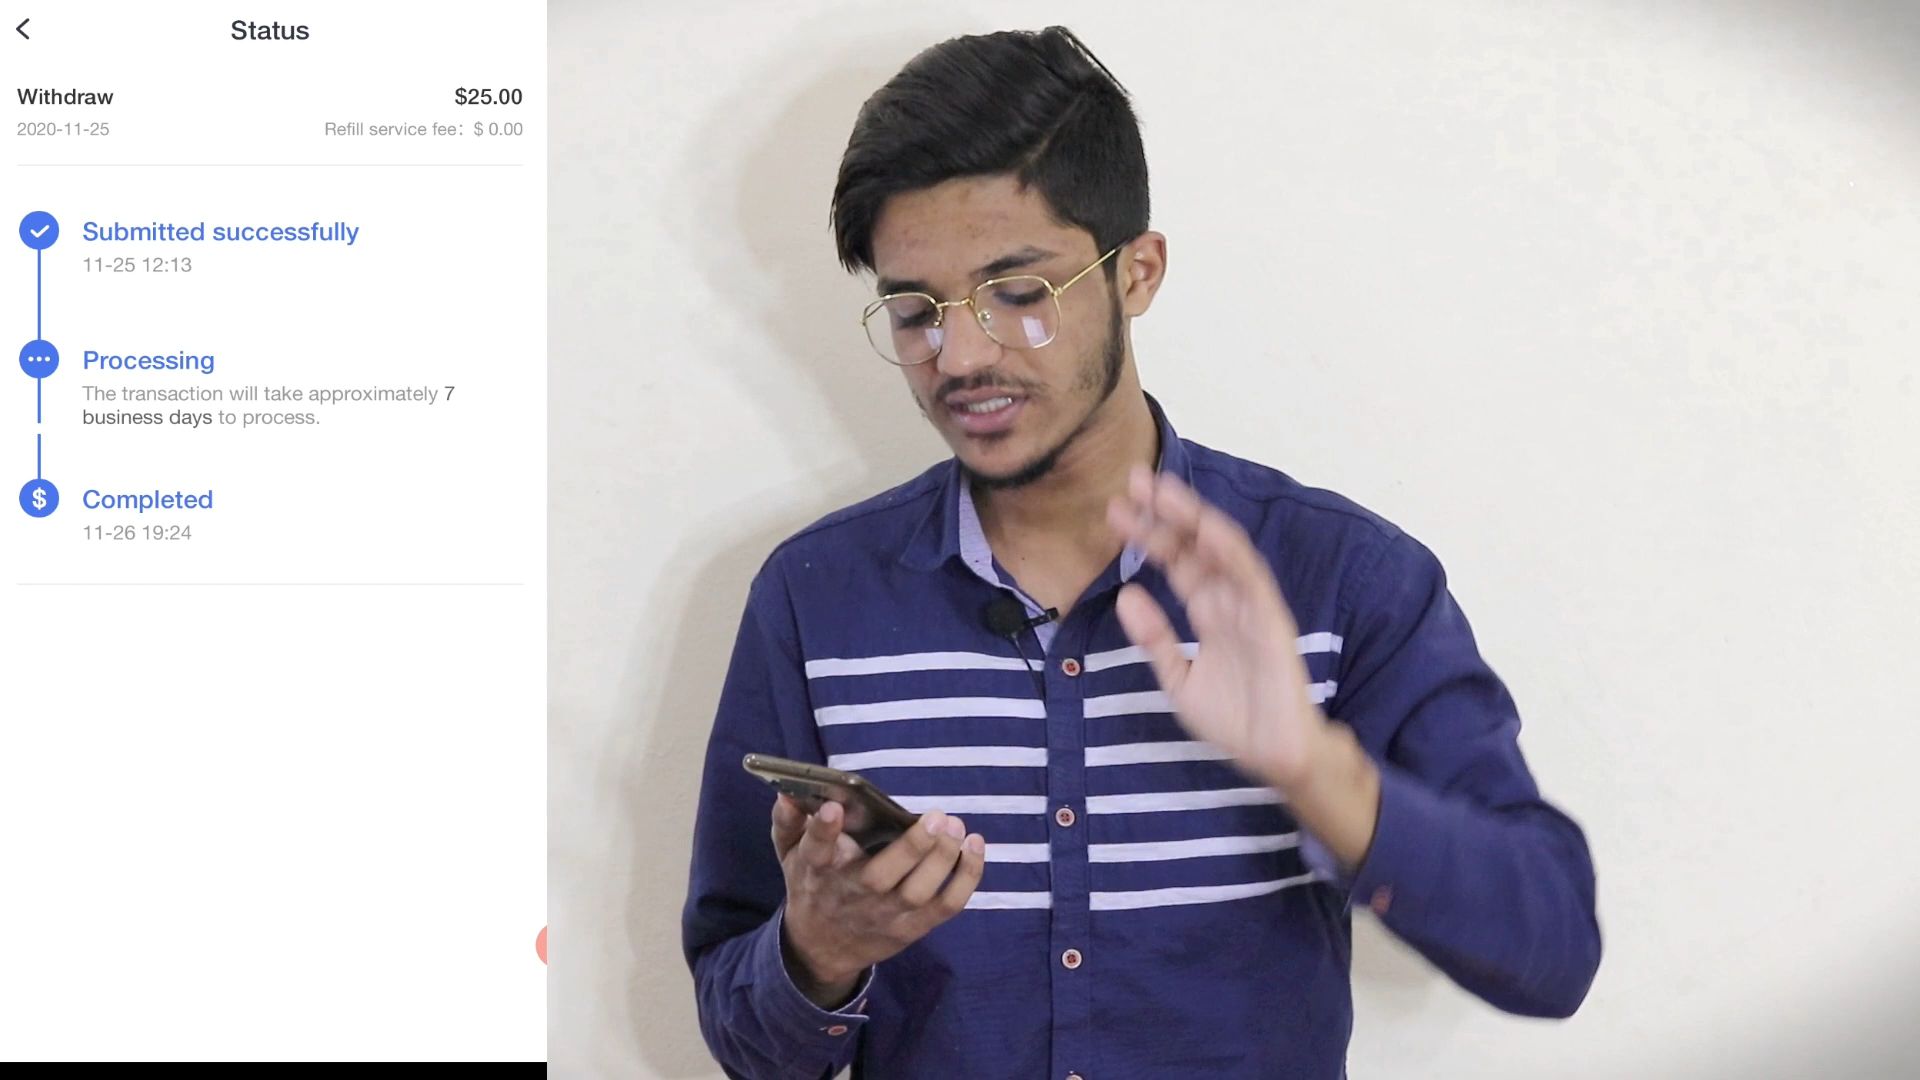 Status
Withdraw $25.00
2020-11-25 Refill service fee: $ 0.00
Submitted successfully
11-25 12:13
Processing
The transaction will take approximately 7
business days to process.
$ Completed
11-26 19:24